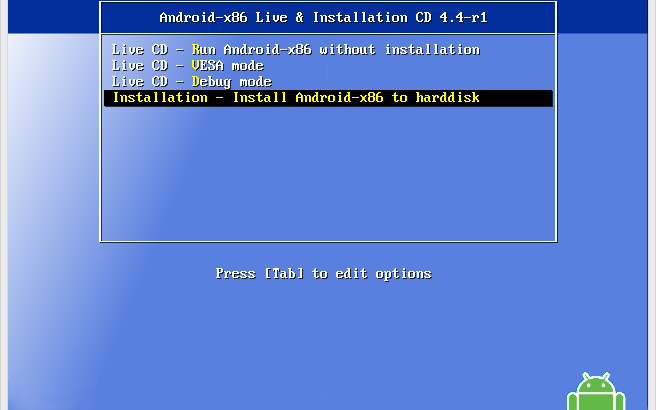 Android-x86 Live & Installation CD 4.4-r1
Live CD - Run Android-x86 without installation
Live CD - VESA mode
Live CD - Debug mode
Installation - Install Android-x86 to harddisk
Press [Tab] to edit options